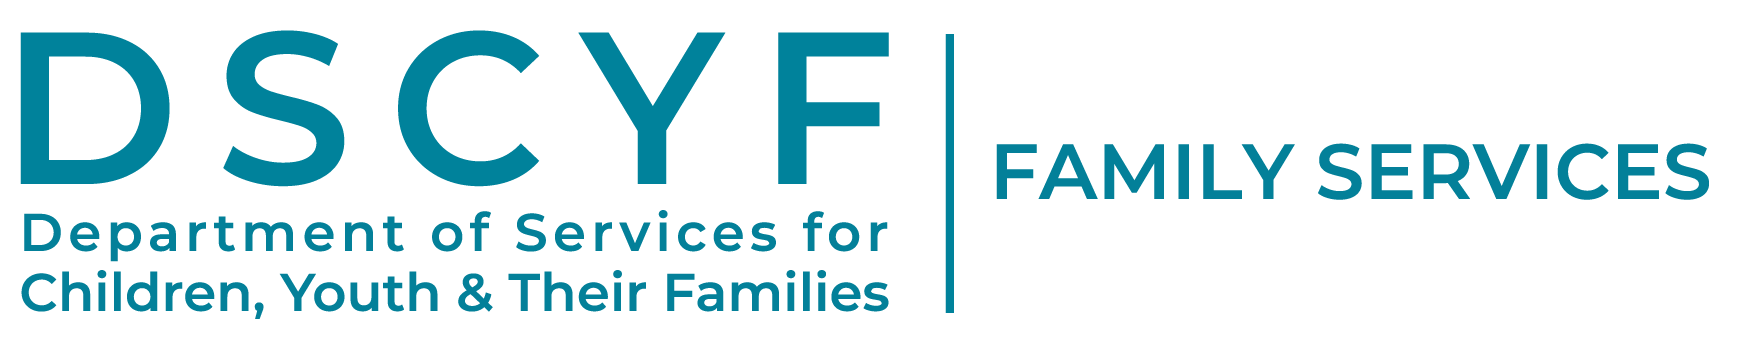 DSCYF
Department of Services for
Children, Youth & Their Families
FAMILY SERVICES